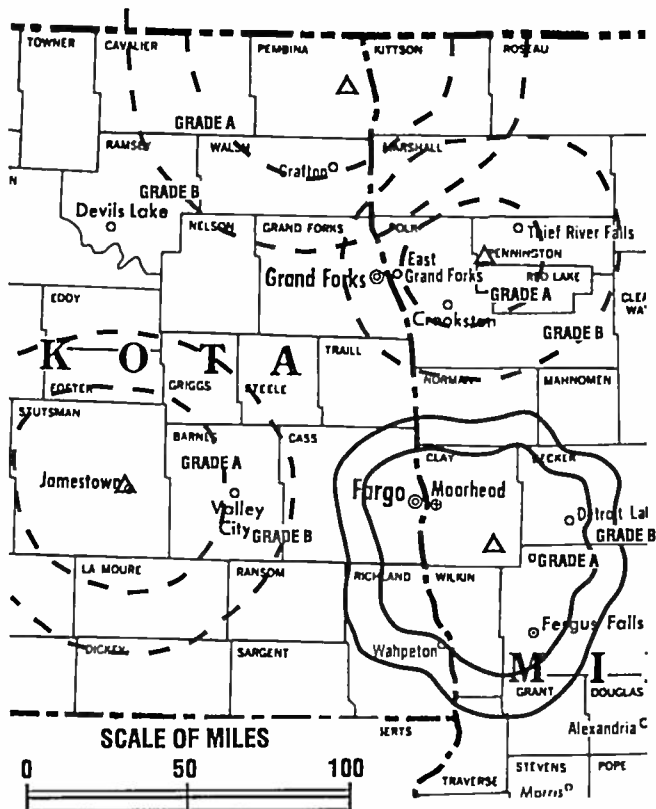 TOWNER CAVALIER PEMBINA KITTSON ROSEAU
GRADE A
RAMSEY WALSH MARSHALL
Grafton
GRADE B
Devils Lake
NELSON GRAND FORKS POLK Thief River Falls
East
Grand Forks Grand Forks
PENNINGTON
RED LAKE
GRADE A
Crookston
EDDY
GRADE B
K O T A
TRAILL
FOSTER GRIGGS STEELE NORMAN MAHNOMEN
STUTSMAN
BARNES CASS CLAY BECKER
GRADE A
Jamestown
Valley
City
Fargo Moorhead
GRADE B
GRADE B
LA MOURE RANSOM RICHLAND WILKIN
GRADE A
Fergus Falls
DICKEY SARGENT Wahpeton
M I
GRANT DOUGLAS
SCALE OF MILES
Alexandria
0 50 100
STEVENS POPE
TRAVERSE
Morris